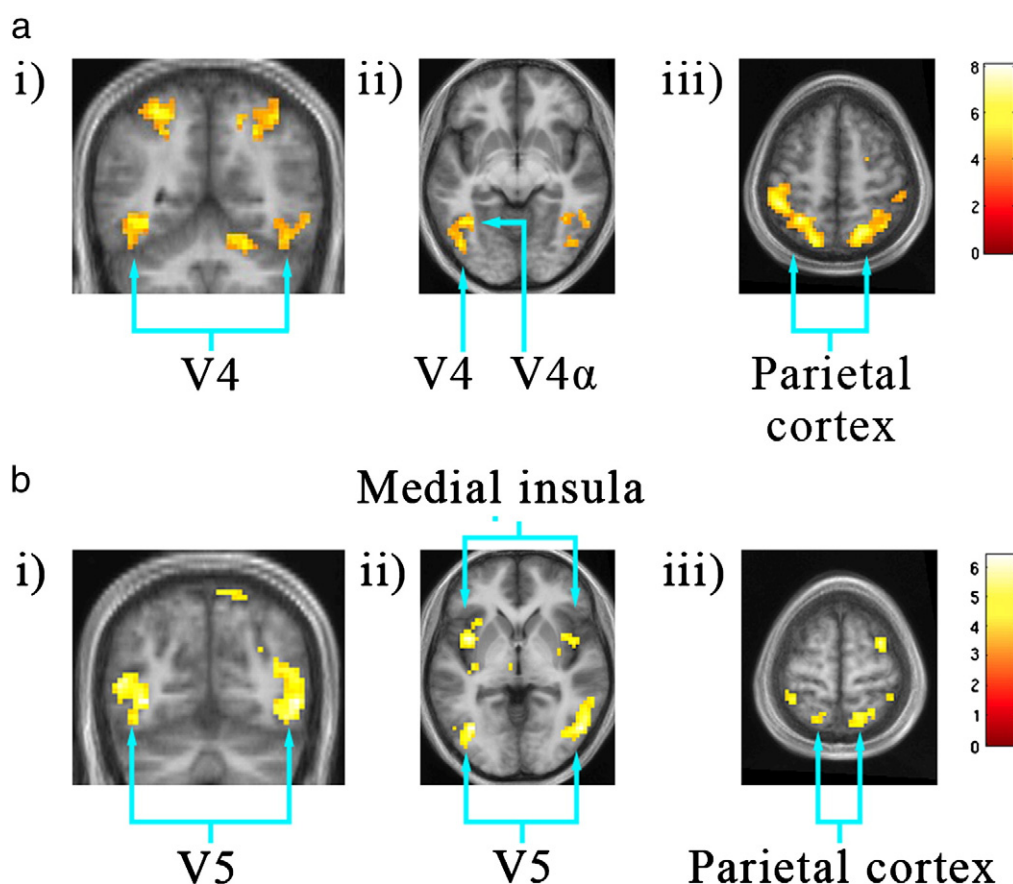 a
i)
ii)
iii)
8
6
4
2
0
V4
V4
V4α
Parietal
cortex
b
Medial insula
i)
ii)
iii)
6
5
4
3
2
1
0
V5
V5
Parietal cortex